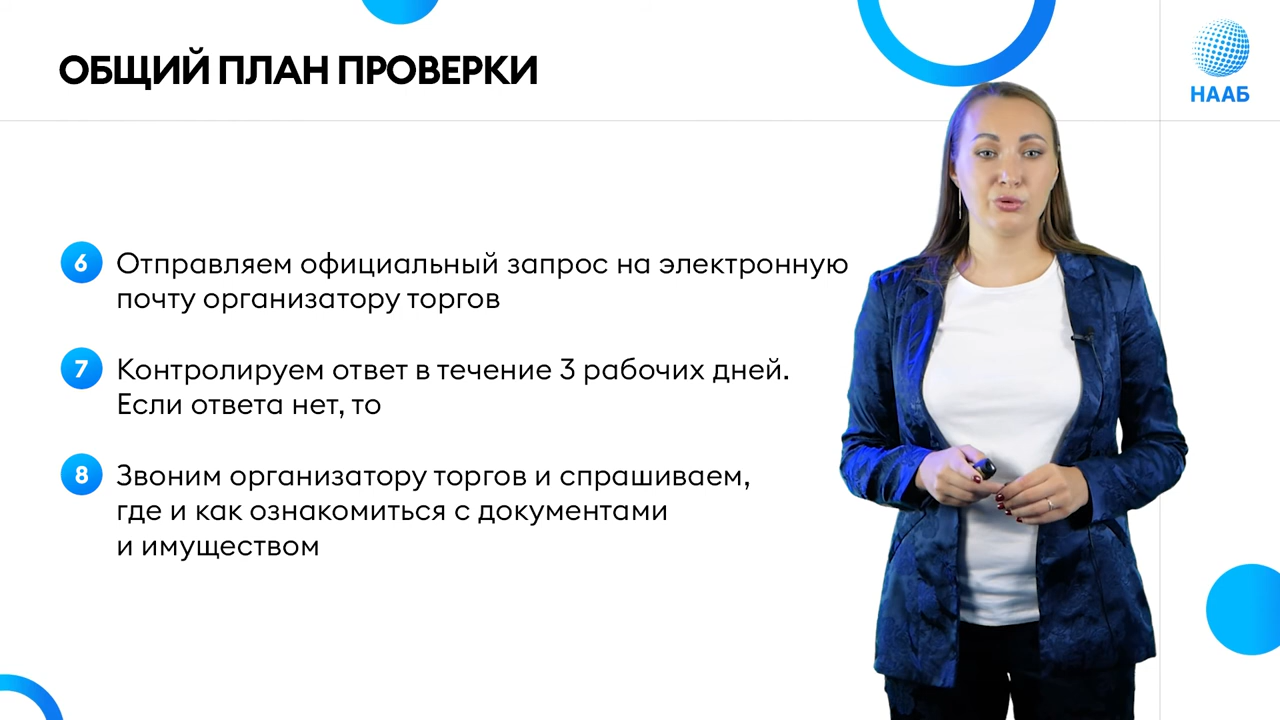 ОБЩИЙ ПЛАН ПРОВЕРКИ
НААБ
6 Отправляем официальный запрос на электронную
почту организатору торгов
7 Контролируем ответ в течение 3 рабочих дней.
Если ответа нет, то
8 Звоним организатору торгов и спрашиваем,
где и как ознакомиться с документами
и имуществом